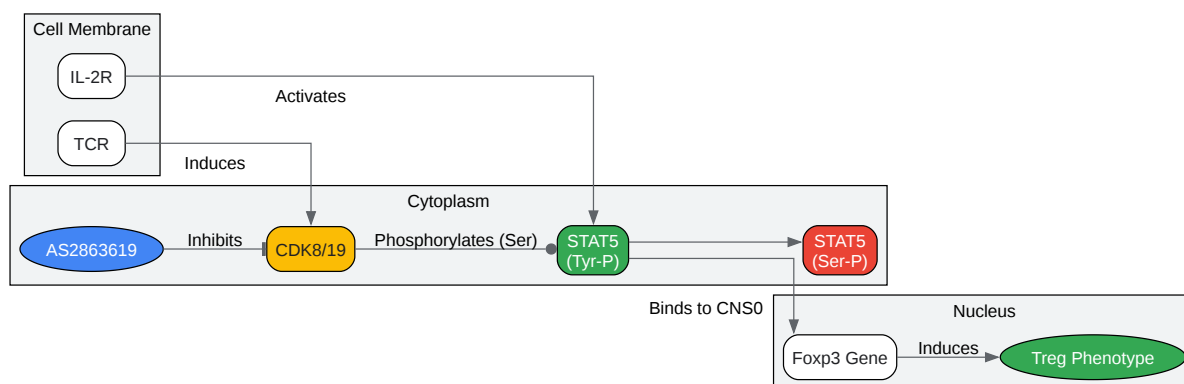 Cell Membrane
IL-2R
Activates
TCR
Induces
Cytoplasm
AS2863619
Inhibits
CDK8/19
Phosphorylates (Ser)
STAT5
(Tyr-P)
STAT5
(Ser-P)
Binds to CNS0
Nucleus
Foxp3 Gene
Induces
Treg Phenotype